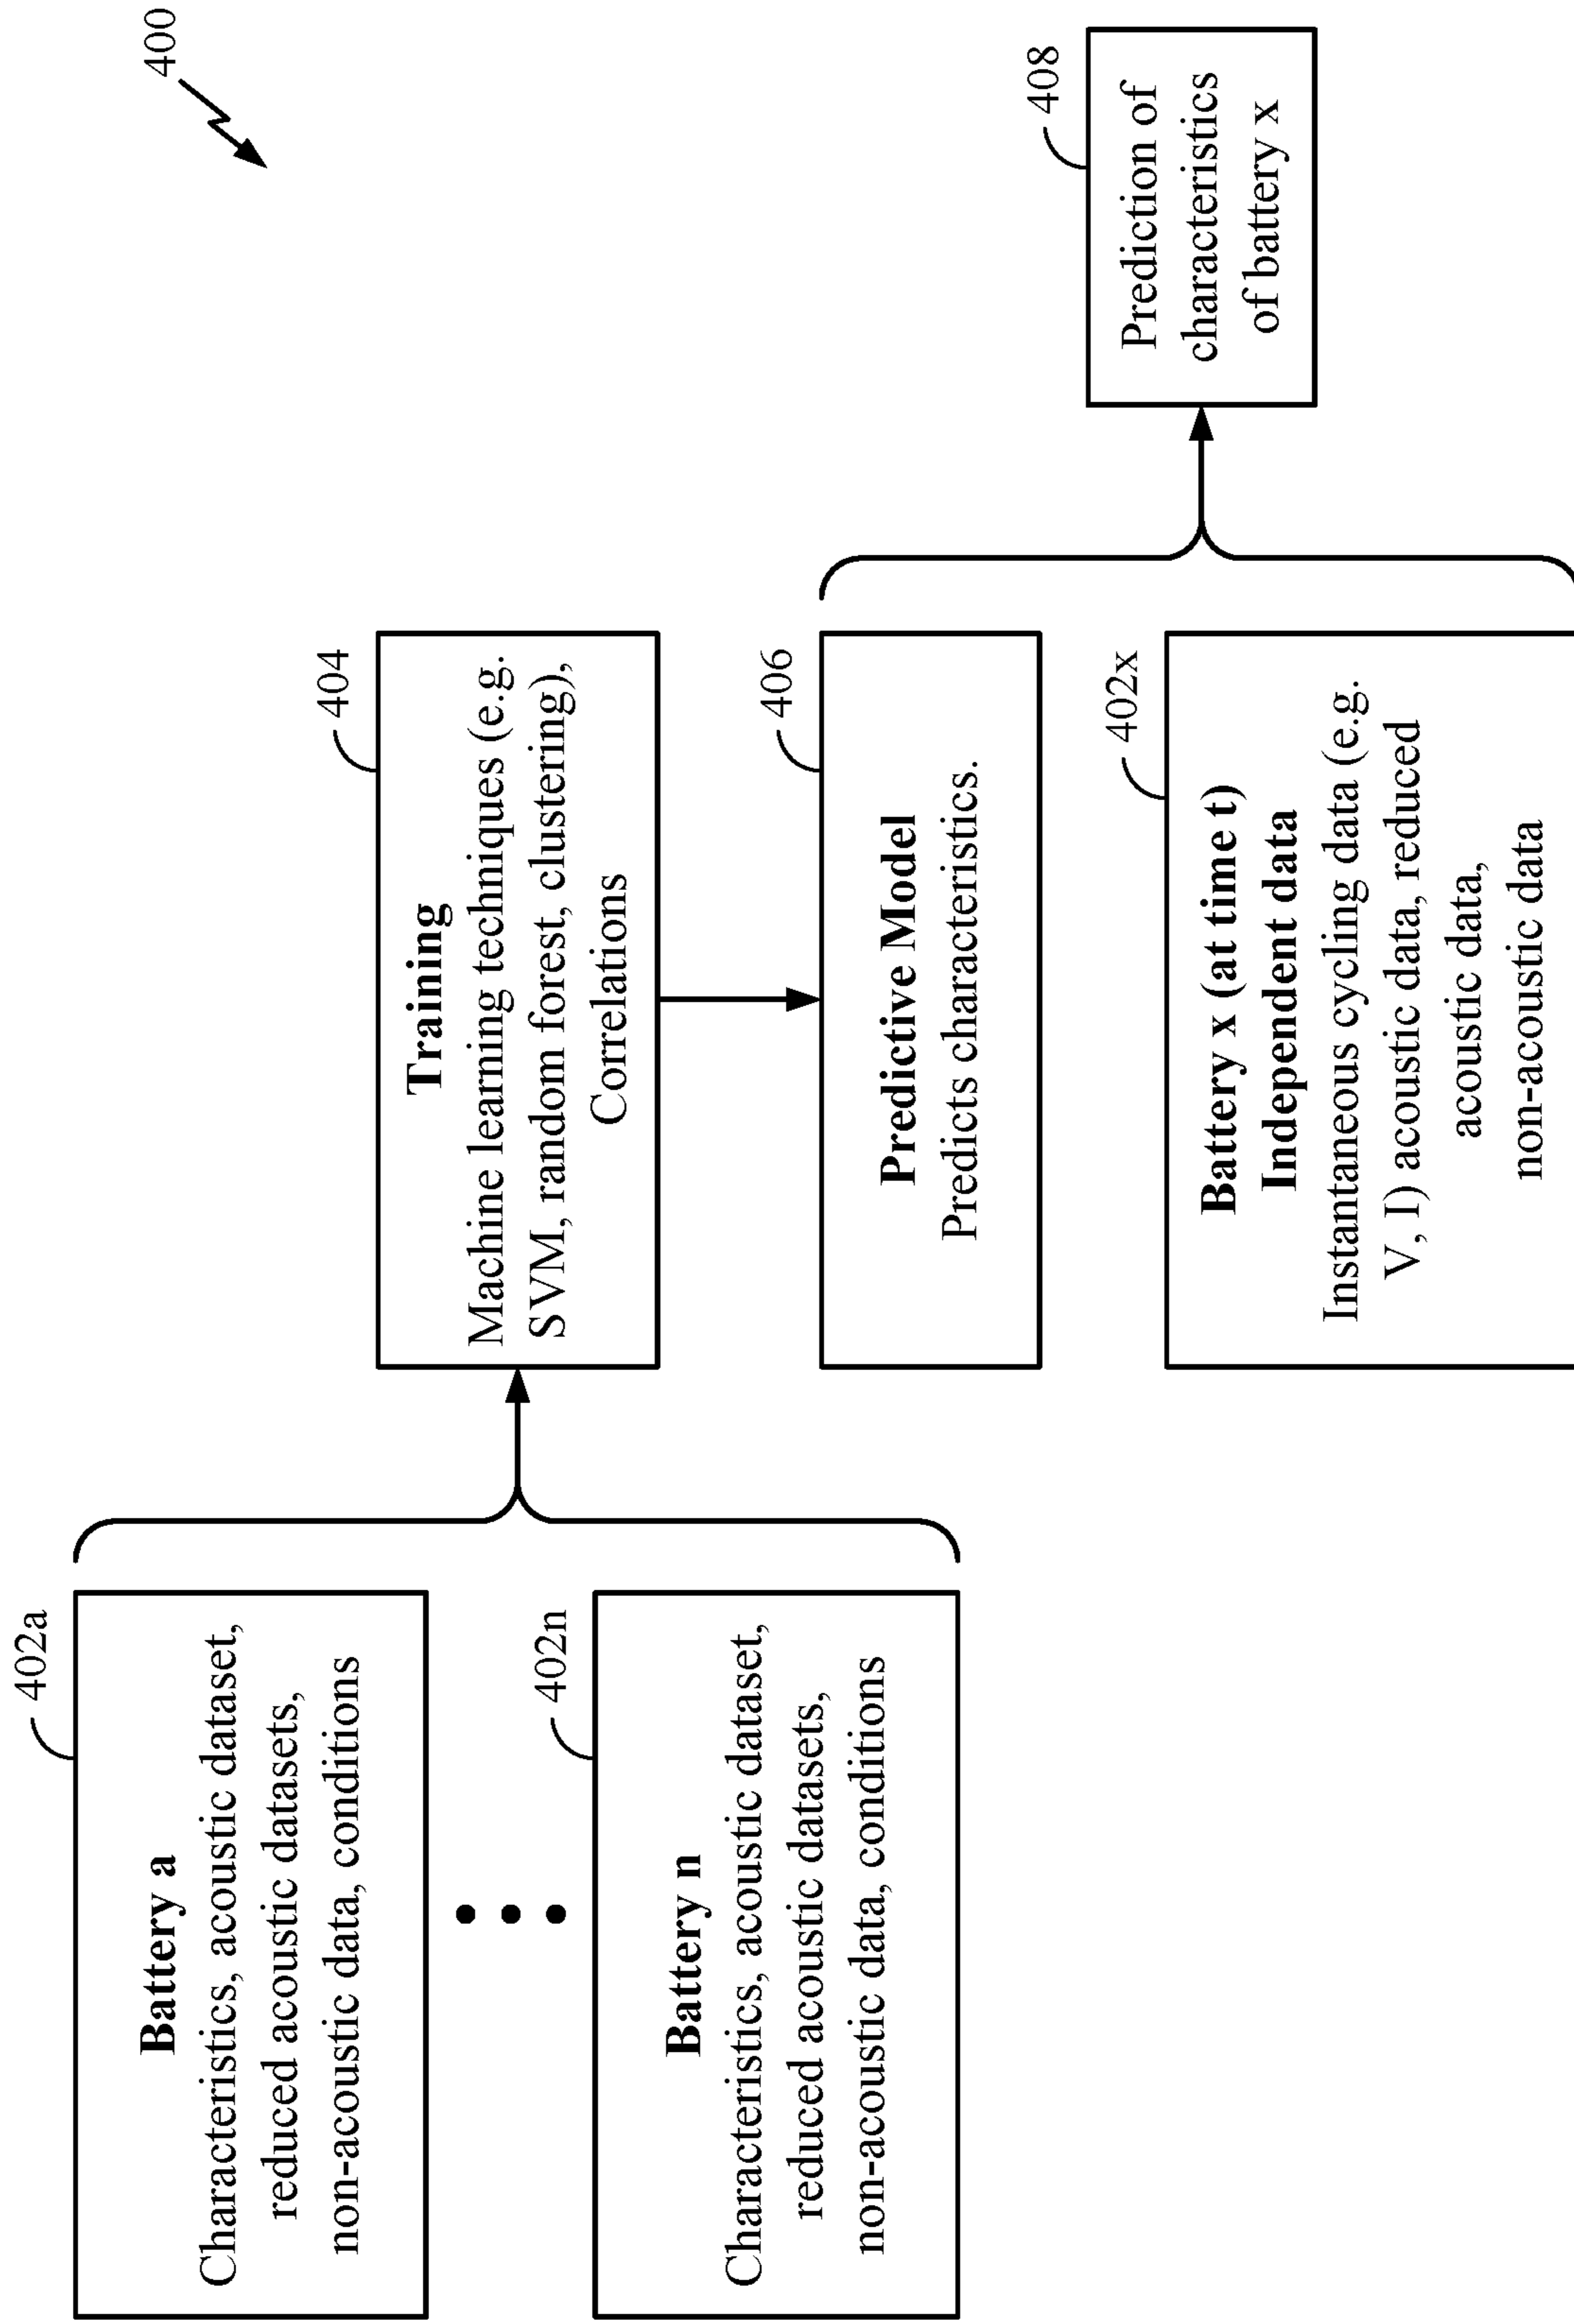 400
402a
Battery a
Characteristics, acoustic dataset,
reduced acoustic datasets,
non-acoustic data, conditions
402n
Battery n
Characteristics, acoustic dataset,
reduced acoustic datasets,
non-acoustic data, conditions
404
Training
Machine learning techniques (e.g.
SVM, random forest, clustering),
Correlations
406
Predictive Model
Predicts characteristics.
402x
Battery x (at time t)
Independent data
Instantaneous cycling data (e.g.
V, I) acoustic data, reduced
acoustic data,
non-acoustic data
408
Prediction of
characteristics
of battery x